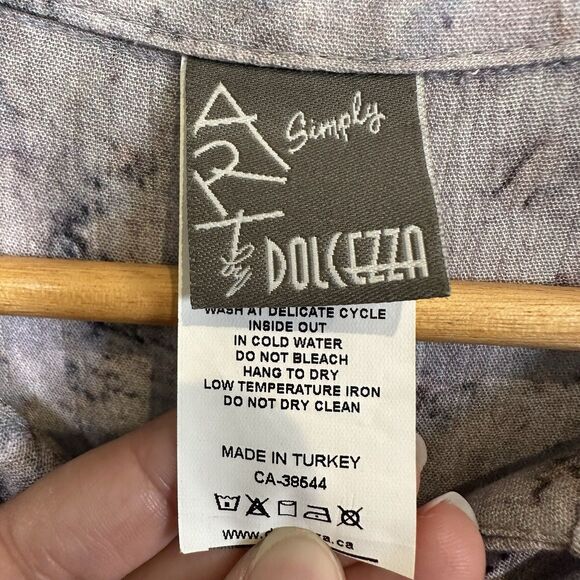 Simply
ART
by DOLCEZZA
WASH AT DELICATE CYCLE
INSIDE OUT
IN COLD WATER
DO NOT BLEACH
HANG TO DRY
LOW TEMPERATURE IRON
DO NOT DRY CLEAN
MADE IN TURKEY
CA-38544